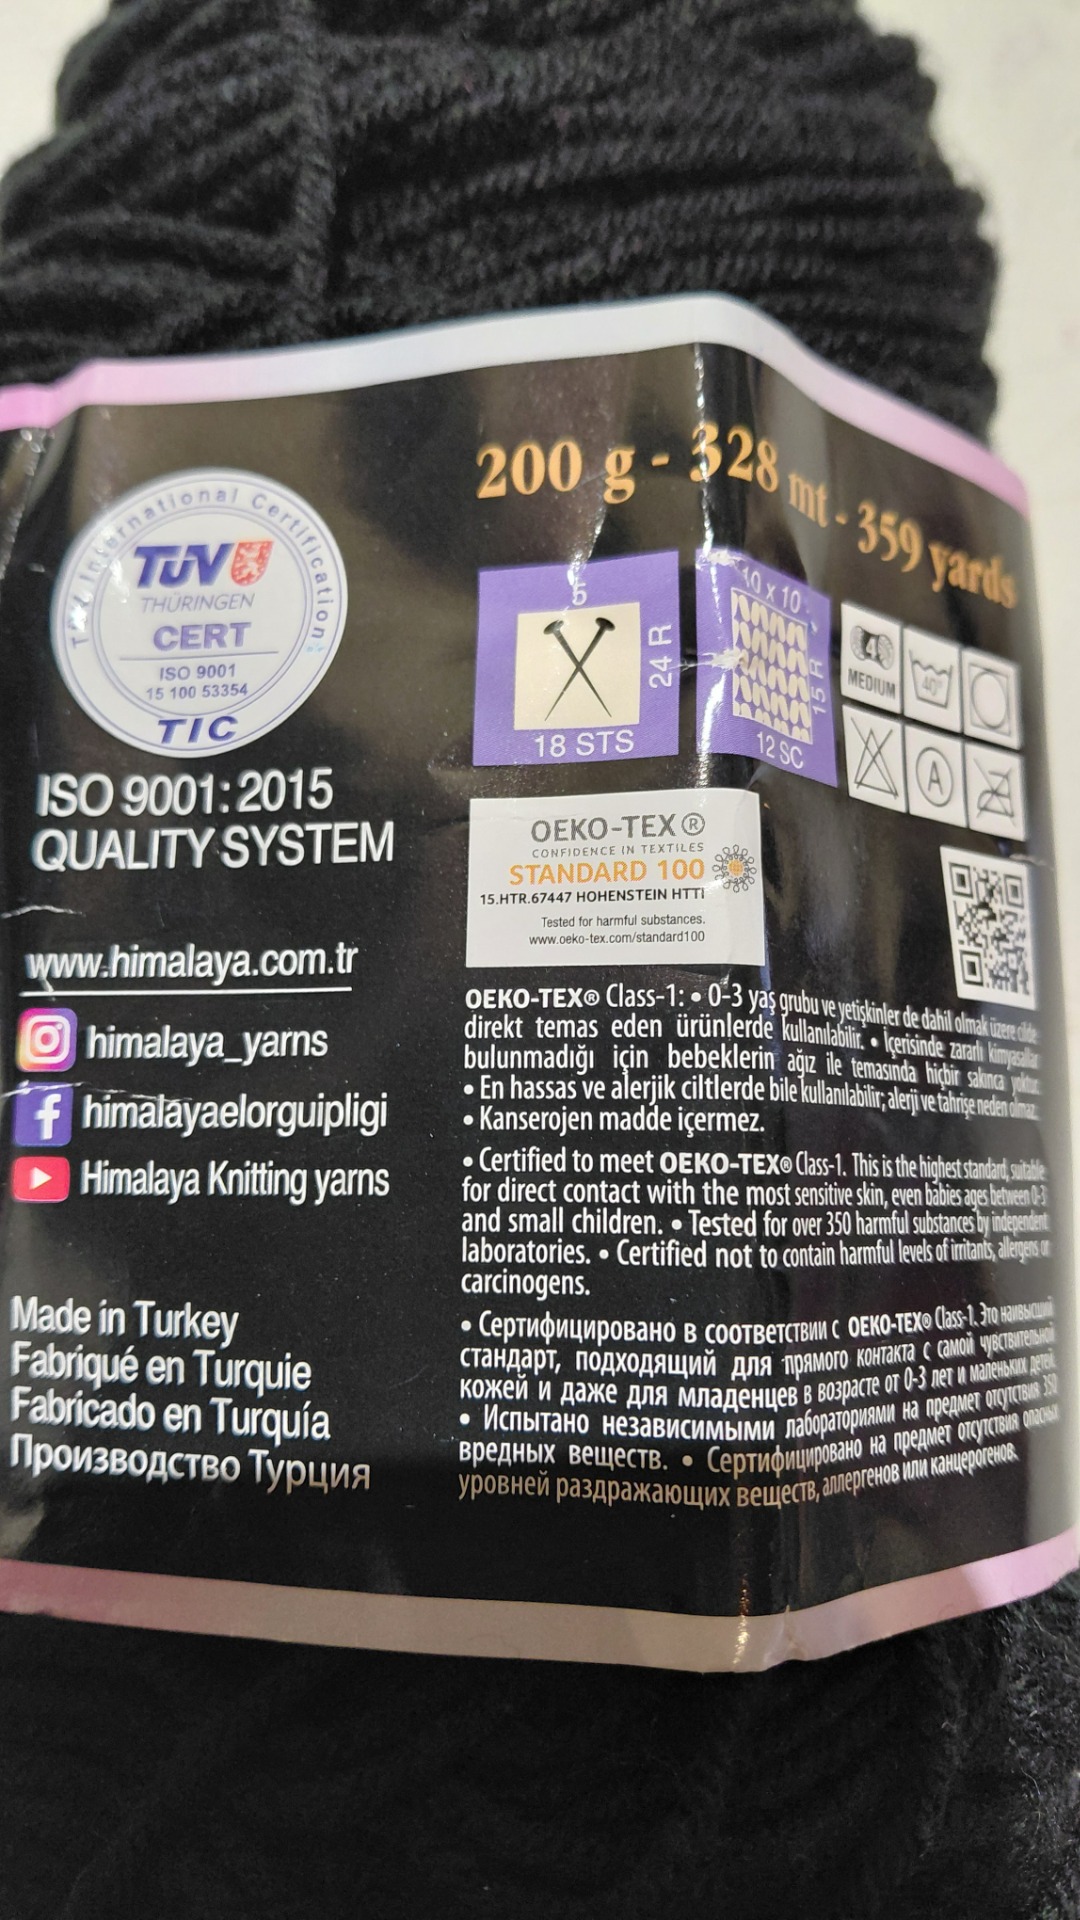 TÜV International Certification
TÜV
THÜRINGEN
CERT
ISO 9001
15 100 53354
TIC
ISO 9001:2015
QUALITY SYSTEM
www.himalaya.com.tr
himalaya_yarns
himalayaelorguipligi
Himalaya Knitting yarns
Made in Turkey
Fabriqué en Turquie
Fabricado en Turquía
Производство Турция
200 g - 328 mt - 359 yards
24 R
18 STS
10 x 10
15 R
12 SC
4
MEDIUM
40°
A
OEKO-TEX®
CONFIDENCE IN TEXTILES
STANDARD 100
15.HTR.67447 HOHENSTEIN HTTI
Tested for harmful substances.
www.oeko-tex.com/standard100
OEKO-TEX® Class-1: • 0-3 yaş grubu ve yetişkinler de dahil olmak üzere cilde
direkt temas eden ürünlerde kullanılabilir. • İçerisinde zararlı kimyasallar
bulunmadığı için bebeklerin ağız ile temasında hiçbir sakınca yoktur.
• En hassas ve alerjik ciltlerde bile kullanılabilir; alerji ve tahrişe neden olmaz.
• Kanserojen madde içermez.
• Certified to meet OEKO-TEX® Class-1. This is the highest standard, suitable
for direct contact with the most sensitive skin, even babies ages between 0-3
and small children. • Tested for over 350 harmful substances by independent
laboratories. • Certified not to contain harmful levels of irritants, allergens or
carcinogens.
• Сертифицировано в соответствии с OEKO-TEX® Class-1. Это наивысший
стандарт, подходящий для прямого контакта с самой чувствительной
кожей и даже для младенцев в возрасте от 0-3 лет и маленьких детей.
• Испытано независимыми лабораториями на предмет отсутствия 350
вредных веществ. • Сертифицировано на предмет отсутствия опасных
уровней раздражающих веществ, аллергенов или канцерогенов.